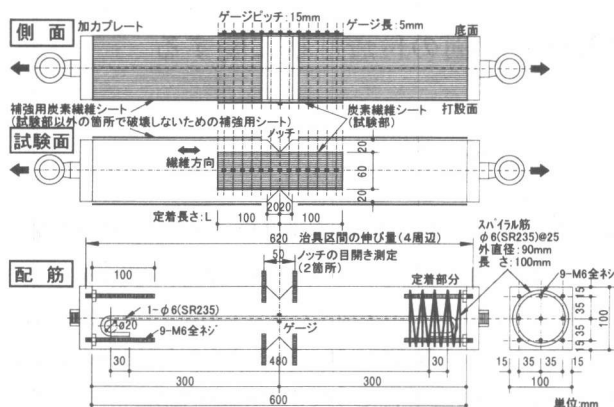 側面
加力プレート
ゲージピッチ:15mm
ゲージ長:5mm
底面
補強用炭素繊維シート
(試験部以外の箇所で破壊しないための補強用シート)
炭素繊維シート
(試験部)
打設面
試験面
ノッチ
繊維方向
20
60
20
定着長さ:L
2020
100
100
620
治具区間の伸び量(4周辺)
スパイラル筋
φ6(SR235)@25
外直径:90mm
長さ:100mm
配筋
100
50
ノッチの目開き測定
(2箇所)
定着部分
9-M6全ネジ
1-φ6(SR235)
ø20
9-M6全ネジ
ゲージ
15
35
35
15
100
30
480
30
300
300
15
35
35
15
100
600
単位:mm